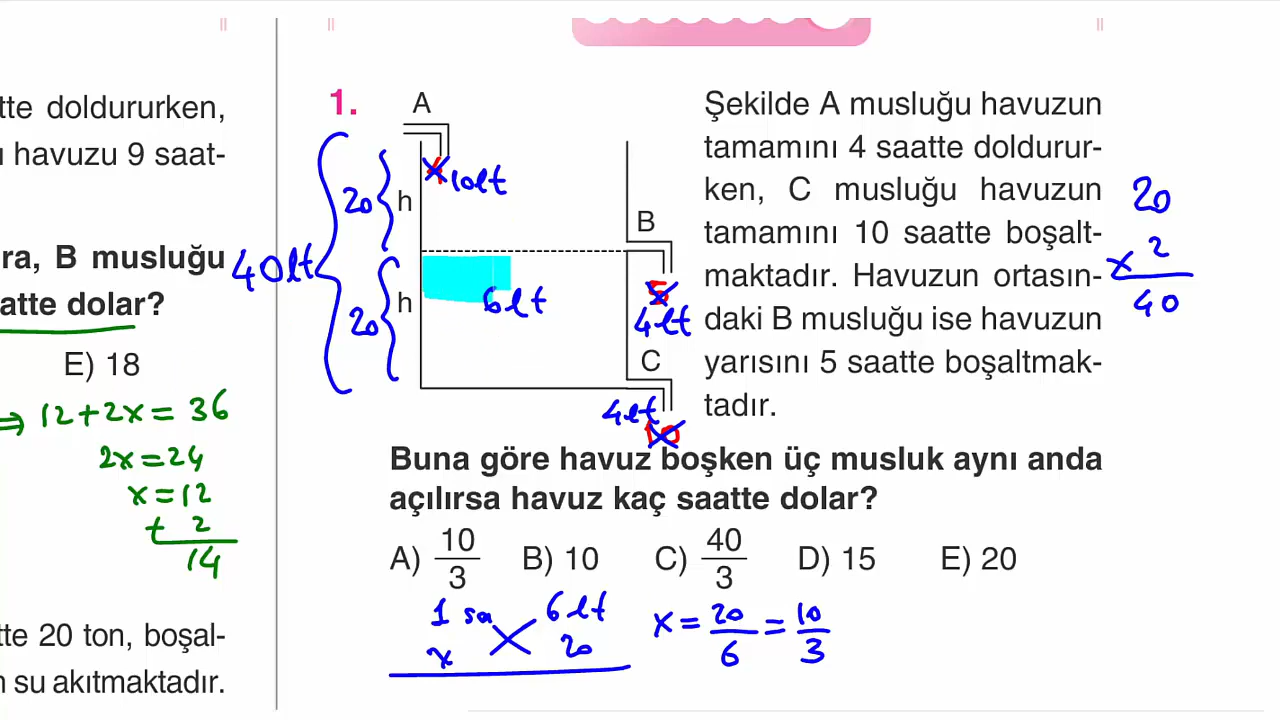 tte doldururken,
ı havuzu 9 saat-
ra, B musluğu
aatte dolar?
E) 18
⇒ 12+2x = 36
2x = 24
x = 12
+ 2
14
tte 20 ton, boşal-
n su akıtmaktadır.
1.
A
10lt
20
h
40lt
B
20
h
6lt
4lt
C
4lt
10
Şekilde A musluğu havuzun
tamamını 4 saatte doldurur-
ken, C musluğu havuzun
tamamını 10 saatte boşalt-
maktadır. Havuzun ortasın-
daki B musluğu ise havuzun
yarısını 5 saatte boşaltmak-
tadır.
20
x 2
40
Buna göre havuz boşken üç musluk aynı anda
açılırsa havuz kaç saatte dolar?
A) 10/3 B) 10 C) 40/3 D) 15 E) 20
1 sa 6lt
x 20
x = 20/6 = 10/3